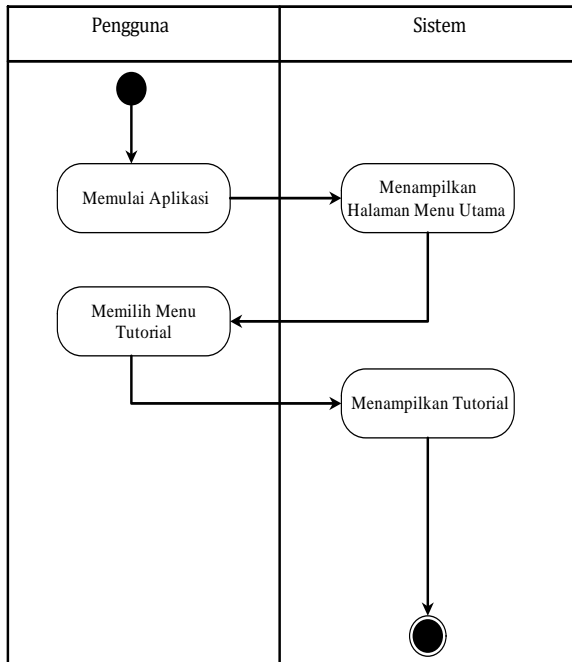 Pengguna
Sistem
Memulai Aplikasi
Menampilkan
Halaman Menu Utama
Memilih Menu
Tutorial
Menampilkan Tutorial